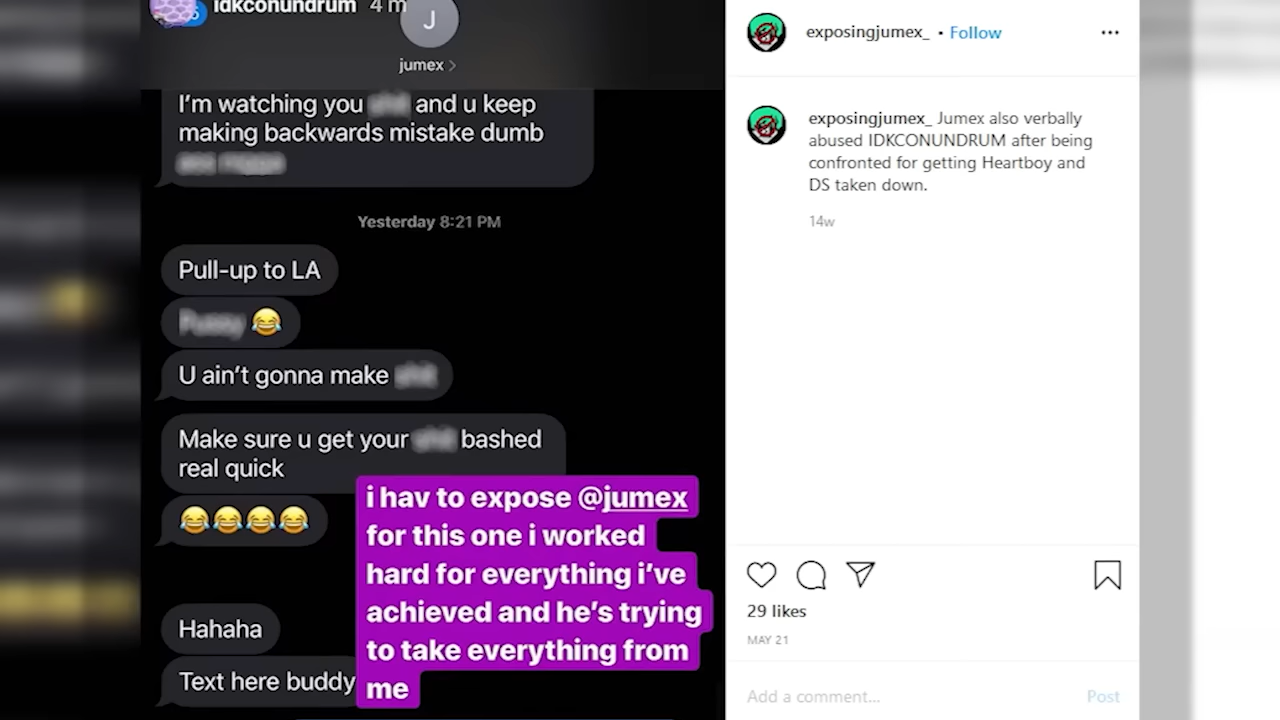 idkconundrum 4 m
J
jumex >
I'm watching you and u keep
making backwards mistake dumb
Yesterday 8:21 PM
Pull-up to LA
😂
U ain't gonna make
Make sure u get your bashed
real quick
😂😂😂😂
Hahaha
Text here buddy
i hav to expose @jumex
for this one i worked
hard for everything i've
achieved and he's trying
to take everything from
me
exposingjumex_ • Follow
exposingjumex_ Jumex also verbally
abused IDKCONUNDRUM after being
confronted for getting Heartboy and
DS taken down.
14w
29 likes
MAY 21
Add a comment... Post